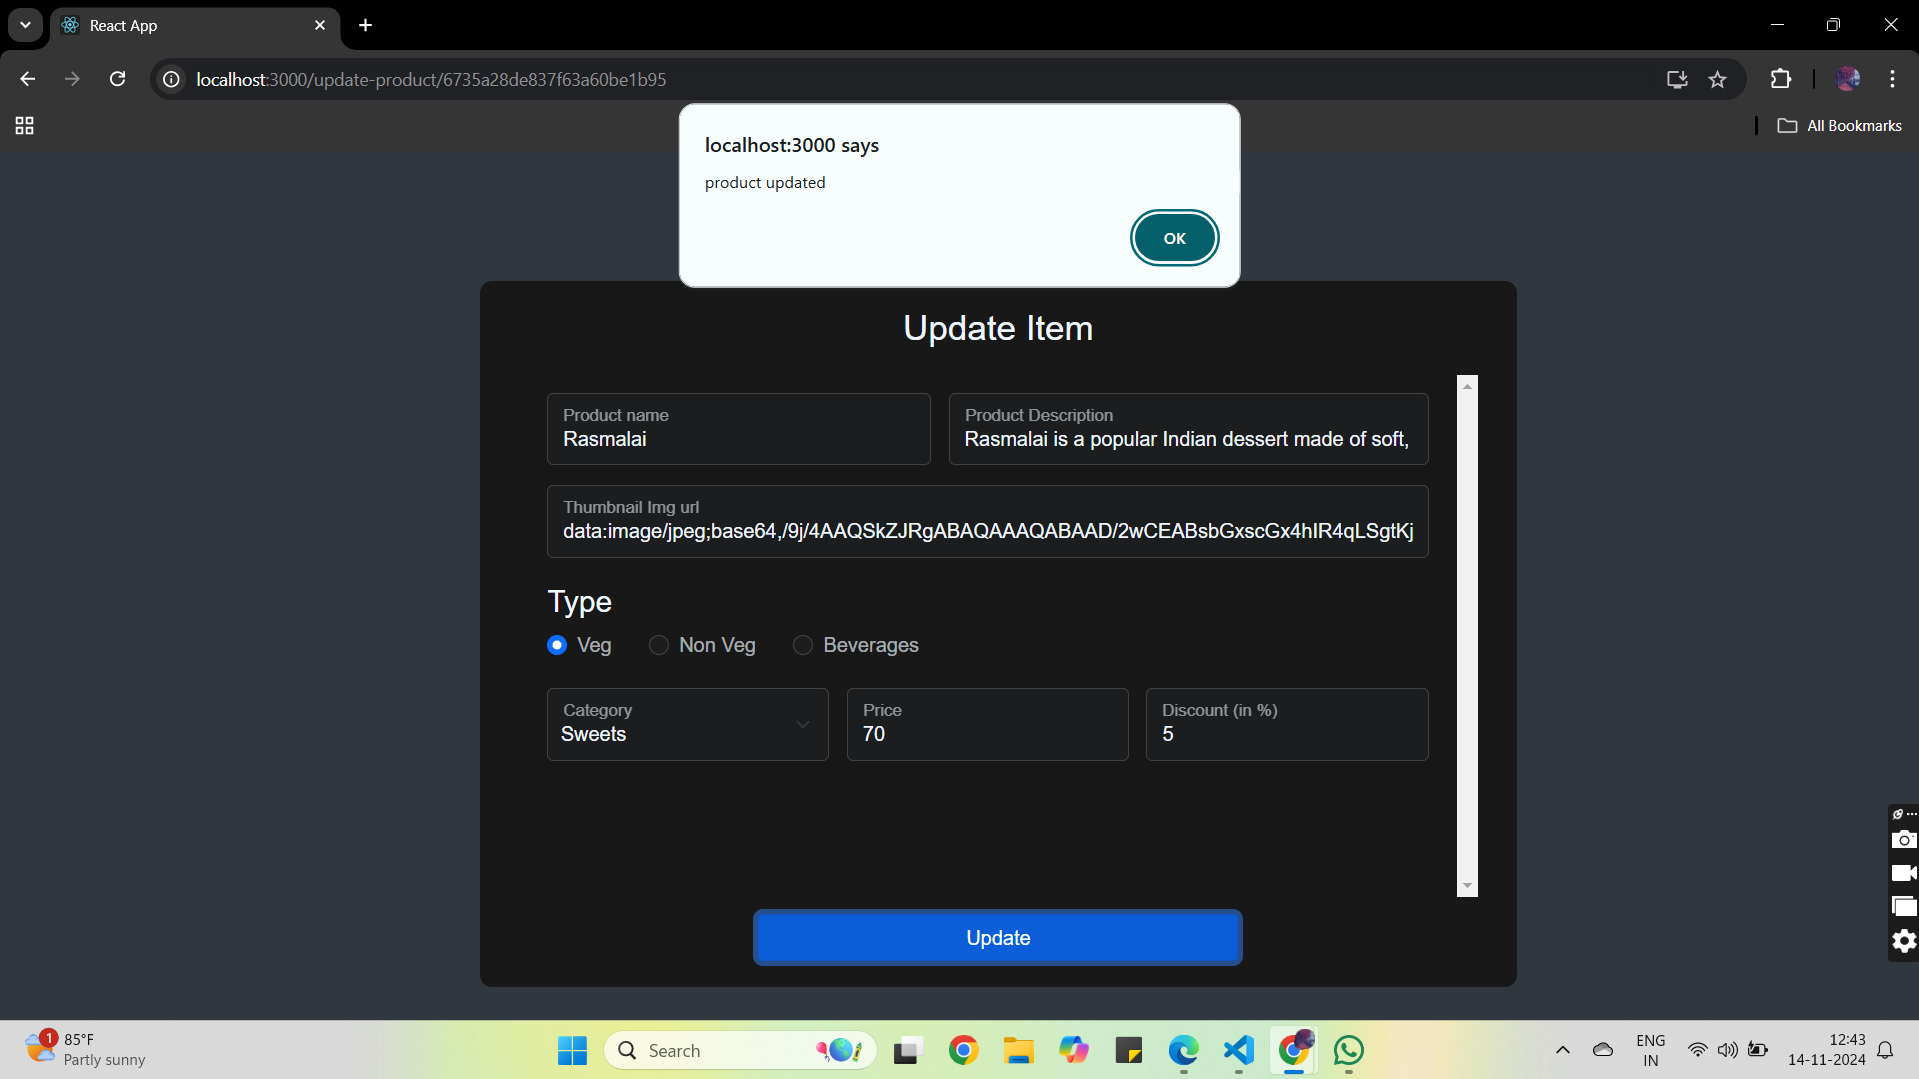 React App
localhost:3000/update-product/6735a28de837f63a60be1b95
All Bookmarks
localhost:3000 says
product updated
OK
Update Item
Product name
Rasmalai
Product Description
Rasmalai is a popular Indian dessert made of soft,
Thumbnail Img url
data:image/jpeg;base64,/9j/4AAQSkZJRgABAQAAAQABAAD/2wCEABsbGxscGx4hIR4qLSgtKj
Type
Veg
Non Veg
Beverages
Category
Sweets
Price
70
Discount (in %)
5
Update
1
85°F
Partly sunny
Search
ENG
IN
12:43
14-11-2024